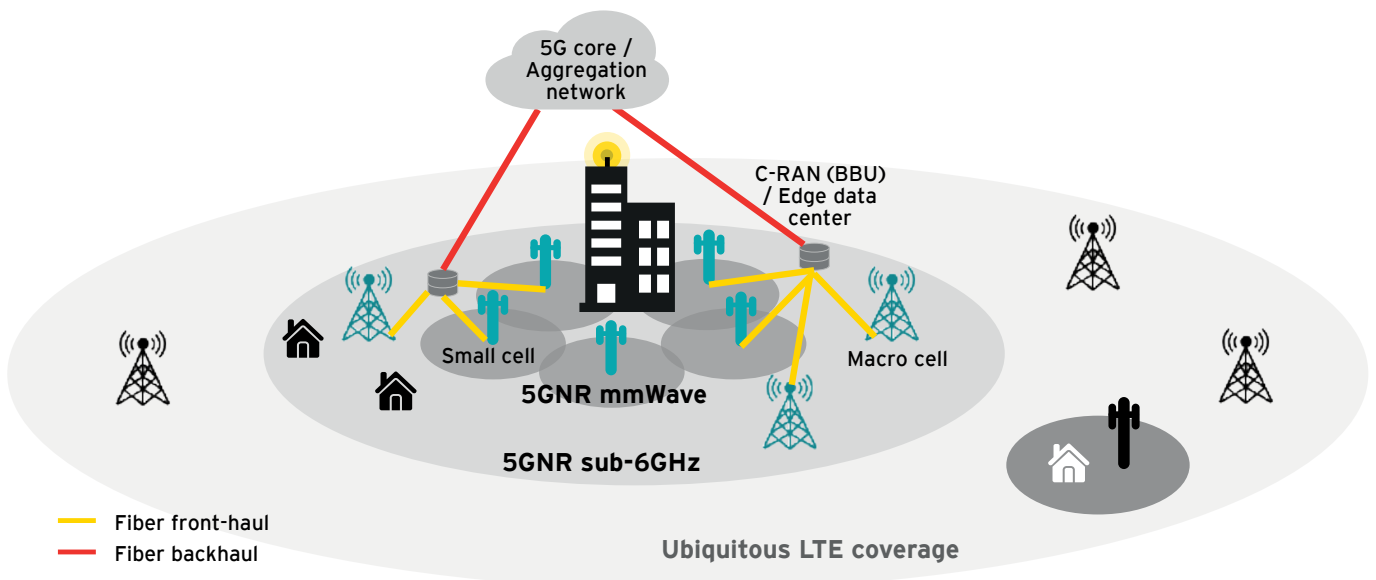 5G core /
Aggregation
network
C-RAN (BBU)
/ Edge data
center
Small cell
Macro cell
5GNR mmWave
5GNR sub-6GHz
Fiber front-haul
Fiber backhaul
Ubiquitous LTE coverage